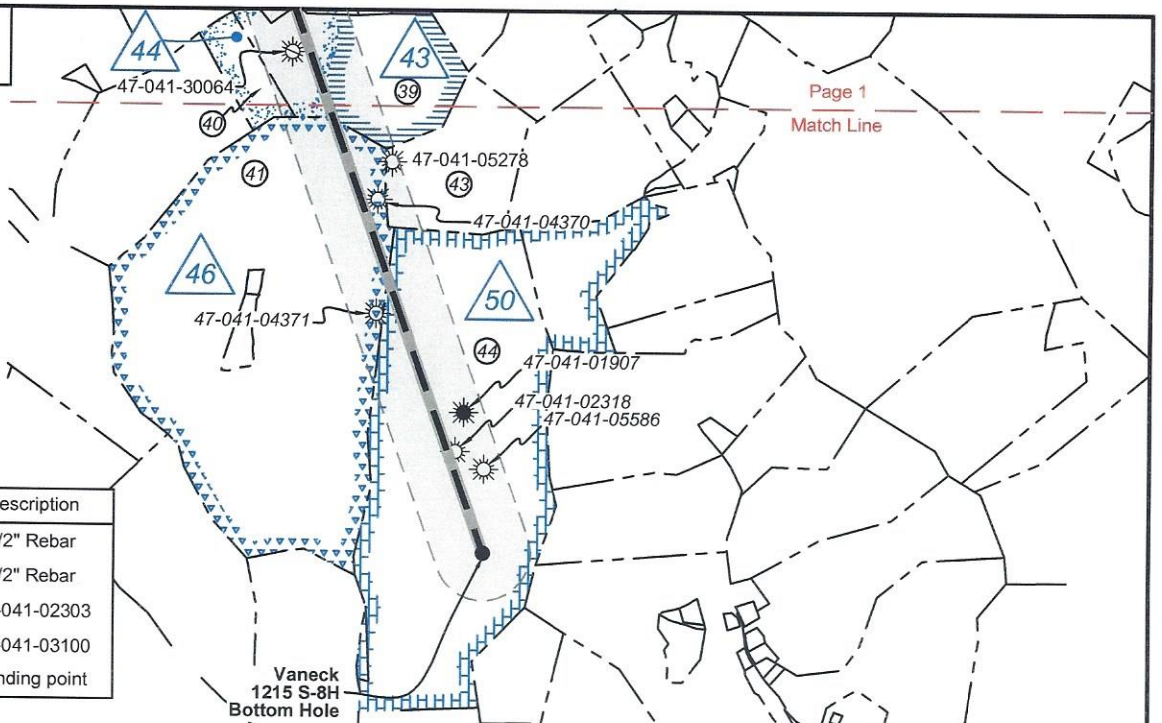 44
43
47-041-30064
39
Page 1
40
Match Line
41
47-041-05278
43
47-041-04370
46
50
47-041-04371
44
47-041-01907
47-041-02318
47-041-05586
escription
/2" Rebar
/2" Rebar
-041-02303
-041-03100
nding point
Vaneck
1215 S-8H
Bottom Hole